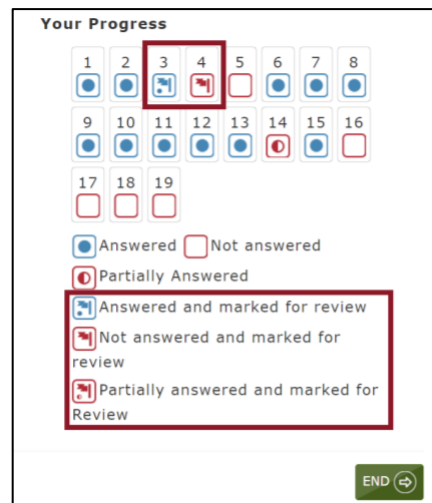 Your Progress
1 2 3 4 5 6 7 8
9 10 11 12 13 14 15 16
17 18 19
Answered Not answered
Partially Answered
Answered and marked for review
Not answered and marked for
review
Partially answered and marked for
Review
END